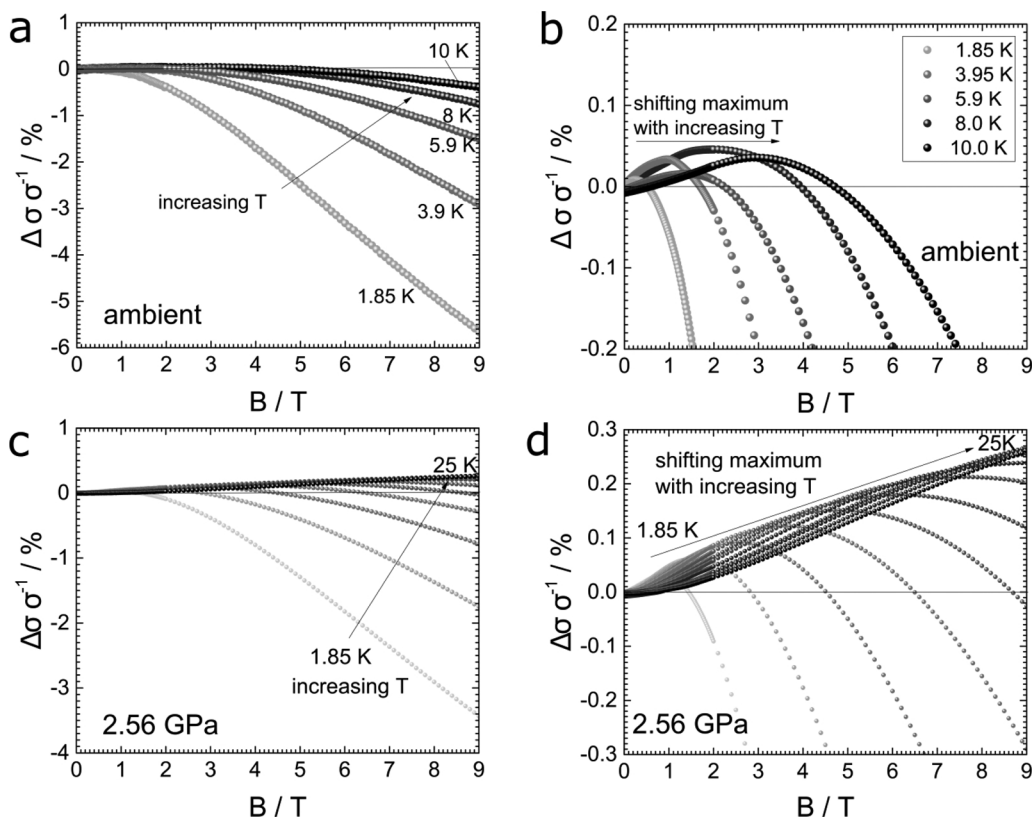 a
1
0
-1
-2
-3
-4
-5
-6
Δσ σ⁻¹ / %
10 K
8 K
5.9 K
3.9 K
increasing T
1.85 K
ambient
0 1 2 3 4 5 6 7 8 9
B / T
b
0.2
0.1
0.0
-0.1
-0.2
Δσ σ⁻¹ / %
shifting maximum
with increasing T
1.85 K
3.95 K
5.9 K
8.0 K
10.0 K
ambient
0 1 2 3 4 5 6 7 8 9
B / T
c
1
0
-1
-2
-3
-4
Δσ σ⁻¹ / %
25 K
1.85 K
increasing T
2.56 GPa
0 1 2 3 4 5 6 7 8 9
B / T
d
0.3
0.2
0.1
0.0
-0.1
-0.2
-0.3
Δσ σ⁻¹ / %
shifting maximum
with increasing T
25K
1.85 K
2.56 GPa
0 1 2 3 4 5 6 7 8 9
B / T